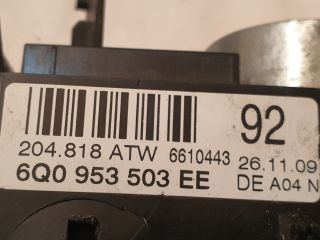 92
204.818 ATW 6610443 26.11.09
6Q0 953 503 EE DE A04 N